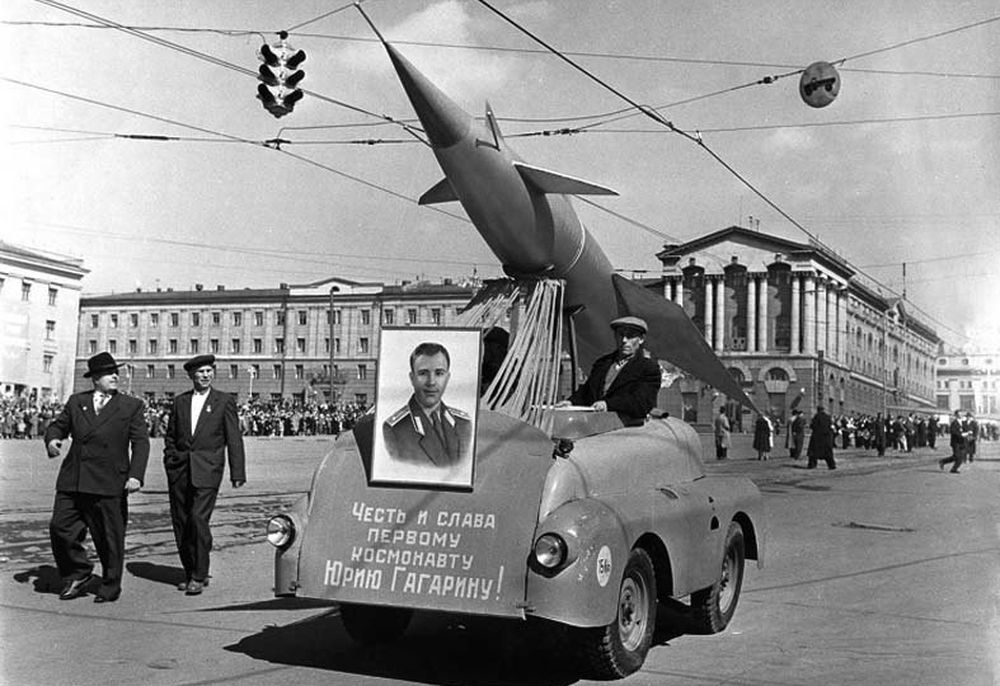 Честь и слава
первому
космонавту
Юрию Гагарину!